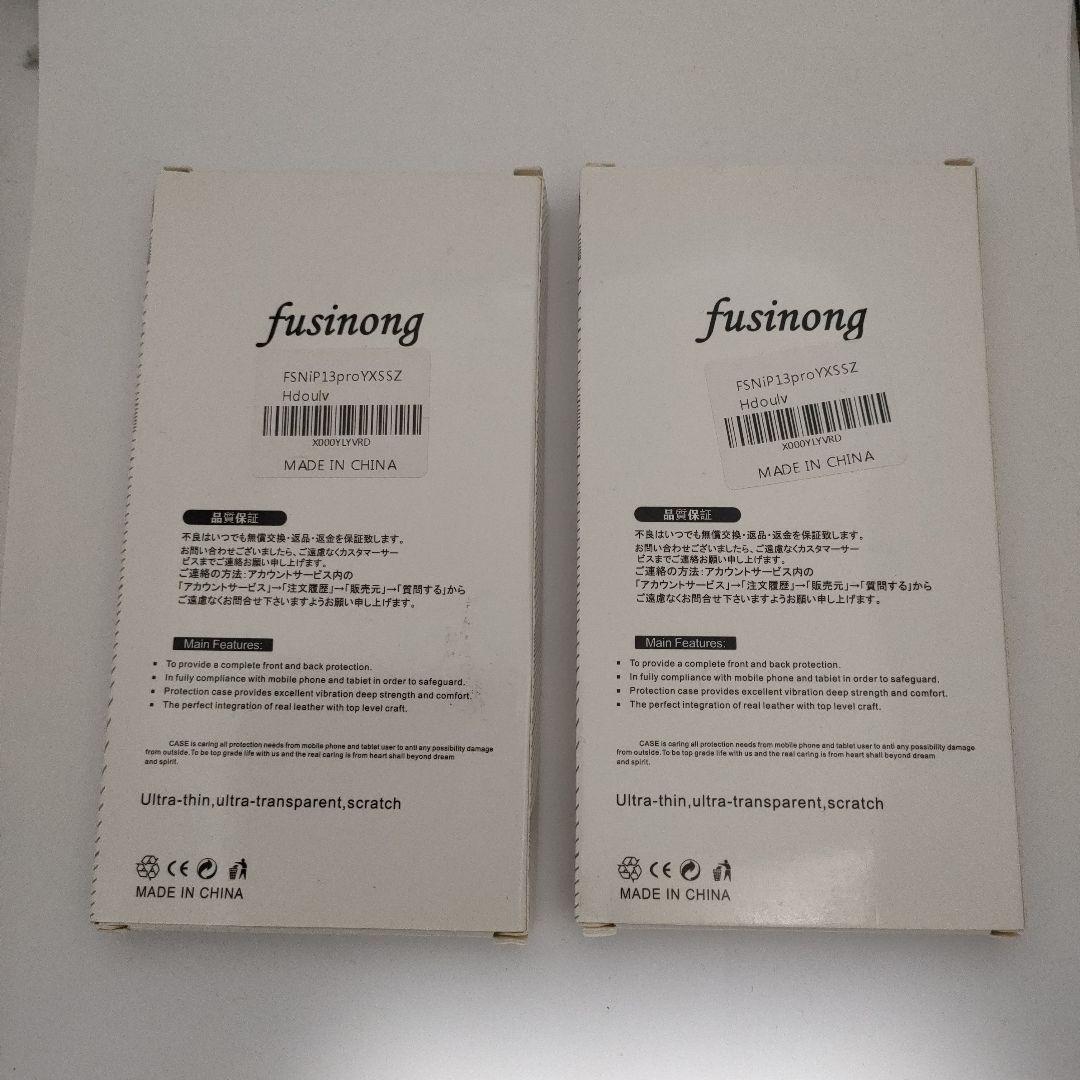 fusinong
FSNiP13proYXSSZ
Hdoulv
X000YLYVRD
MADE IN CHINA
品質保証
不良はいつでも無償交換・返品・返金を保証致します。
お問い合わせございましたら、ご遠慮なくカスタマーサー
ビスまでご連絡お願い申し上げます。
ご連絡の方法：アカウントサービス内の
「アカウントサービス」→「注文履歴」→「販売元」→「質問する」から
ご遠慮なくお問合せ下さいますようお願い申し上げます。
Main Features:
▪ To provide a complete front and back protection.
▪ In fully compliance with mobile phone and tablet in order to safeguard.
▪ Protection case provides excellent vibration deep strength and comfort.
▪ The perfect integration of real leather with top level craft.
CASE is caring all protection needs from mobile phone and tablet user to anti any possibility damage
from outside.To be top grade life with us and the real caring is from heart shall beyond dream
and spirit.
Ultra-thin,ultra-transparent,scratch
CE
MADE IN CHINA
fusinong
FSNiP13proYXSSZ
Hdoulv
X000YLYVRD
MADE IN CHINA
品質保証
不良はいつでも無償交換・返品・返金を保証致します。
お問い合わせございましたら、ご遠慮なくカスタマーサー
ビスまでご連絡お願い申し上げます。
ご連絡の方法：アカウントサービス内の
「アカウントサービス」→「注文履歴」→「販売元」→「質問する」から
ご遠慮なくお問合せ下さいますようお願い申し上げます。
Main Features:
▪ To provide a complete front and back protection.
▪ In fully compliance with mobile phone and tablet in order to safeguard.
▪ Protection case provides excellent vibration deep strength and comfort.
▪ The perfect integration of real leather with top level craft.
CASE is caring all protection needs from mobile phone and tablet user to anti any possibility damage
from outside.To be top grade life with us and the real caring is from heart shall beyond dream
and spirit.
Ultra-thin,ultra-transparent,scratch
CE
MADE IN CHINA